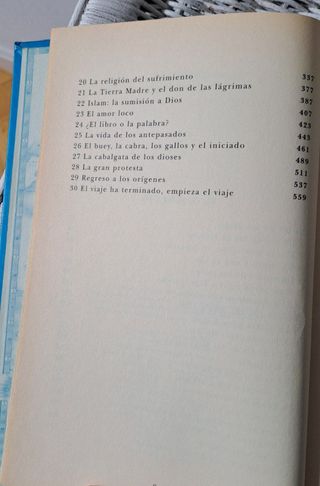 20 La religión del sufrimiento 337
21 La Tierra Madre y el don de las lágrimas 377
22 Islam: la sumisión a Dios 387
23 El amor loco 407
24 ¿El libro o la palabra? 423
25 La vida de los antepasados 443
26 El buey, la cabra, los gallos y el iniciado 461
27 La cabalgata de los dioses 489
28 La gran protesta 511
29 Regreso a los orígenes 537
30 El viaje ha terminado, empieza el viaje 559